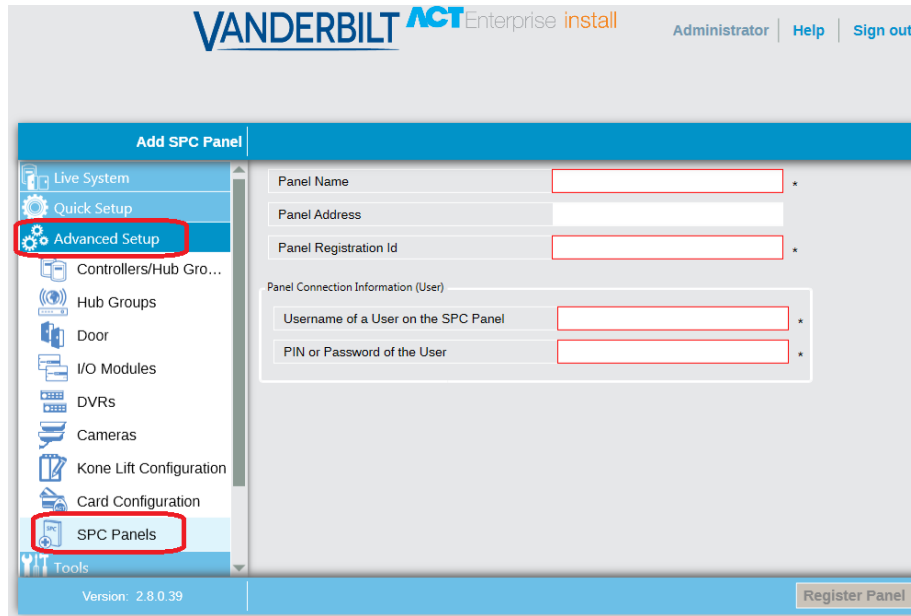 VANDERBILT ACT Enterprise install
Administrator Help Sign out
Add SPC Panel
Live System
Quick Setup
Advanced Setup
Controllers/Hub Gro...
Hub Groups
Door
I/O Modules
DVRs
Cameras
Kone Lift Configuration
Card Configuration
SPC
SPC Panels
Tools
Panel Name *
Panel Address
Panel Registration Id *
Panel Connection Information (User)
Username of a User on the SPC Panel *
PIN or Password of the User *
Version: 2.8.0.39
Register Panel